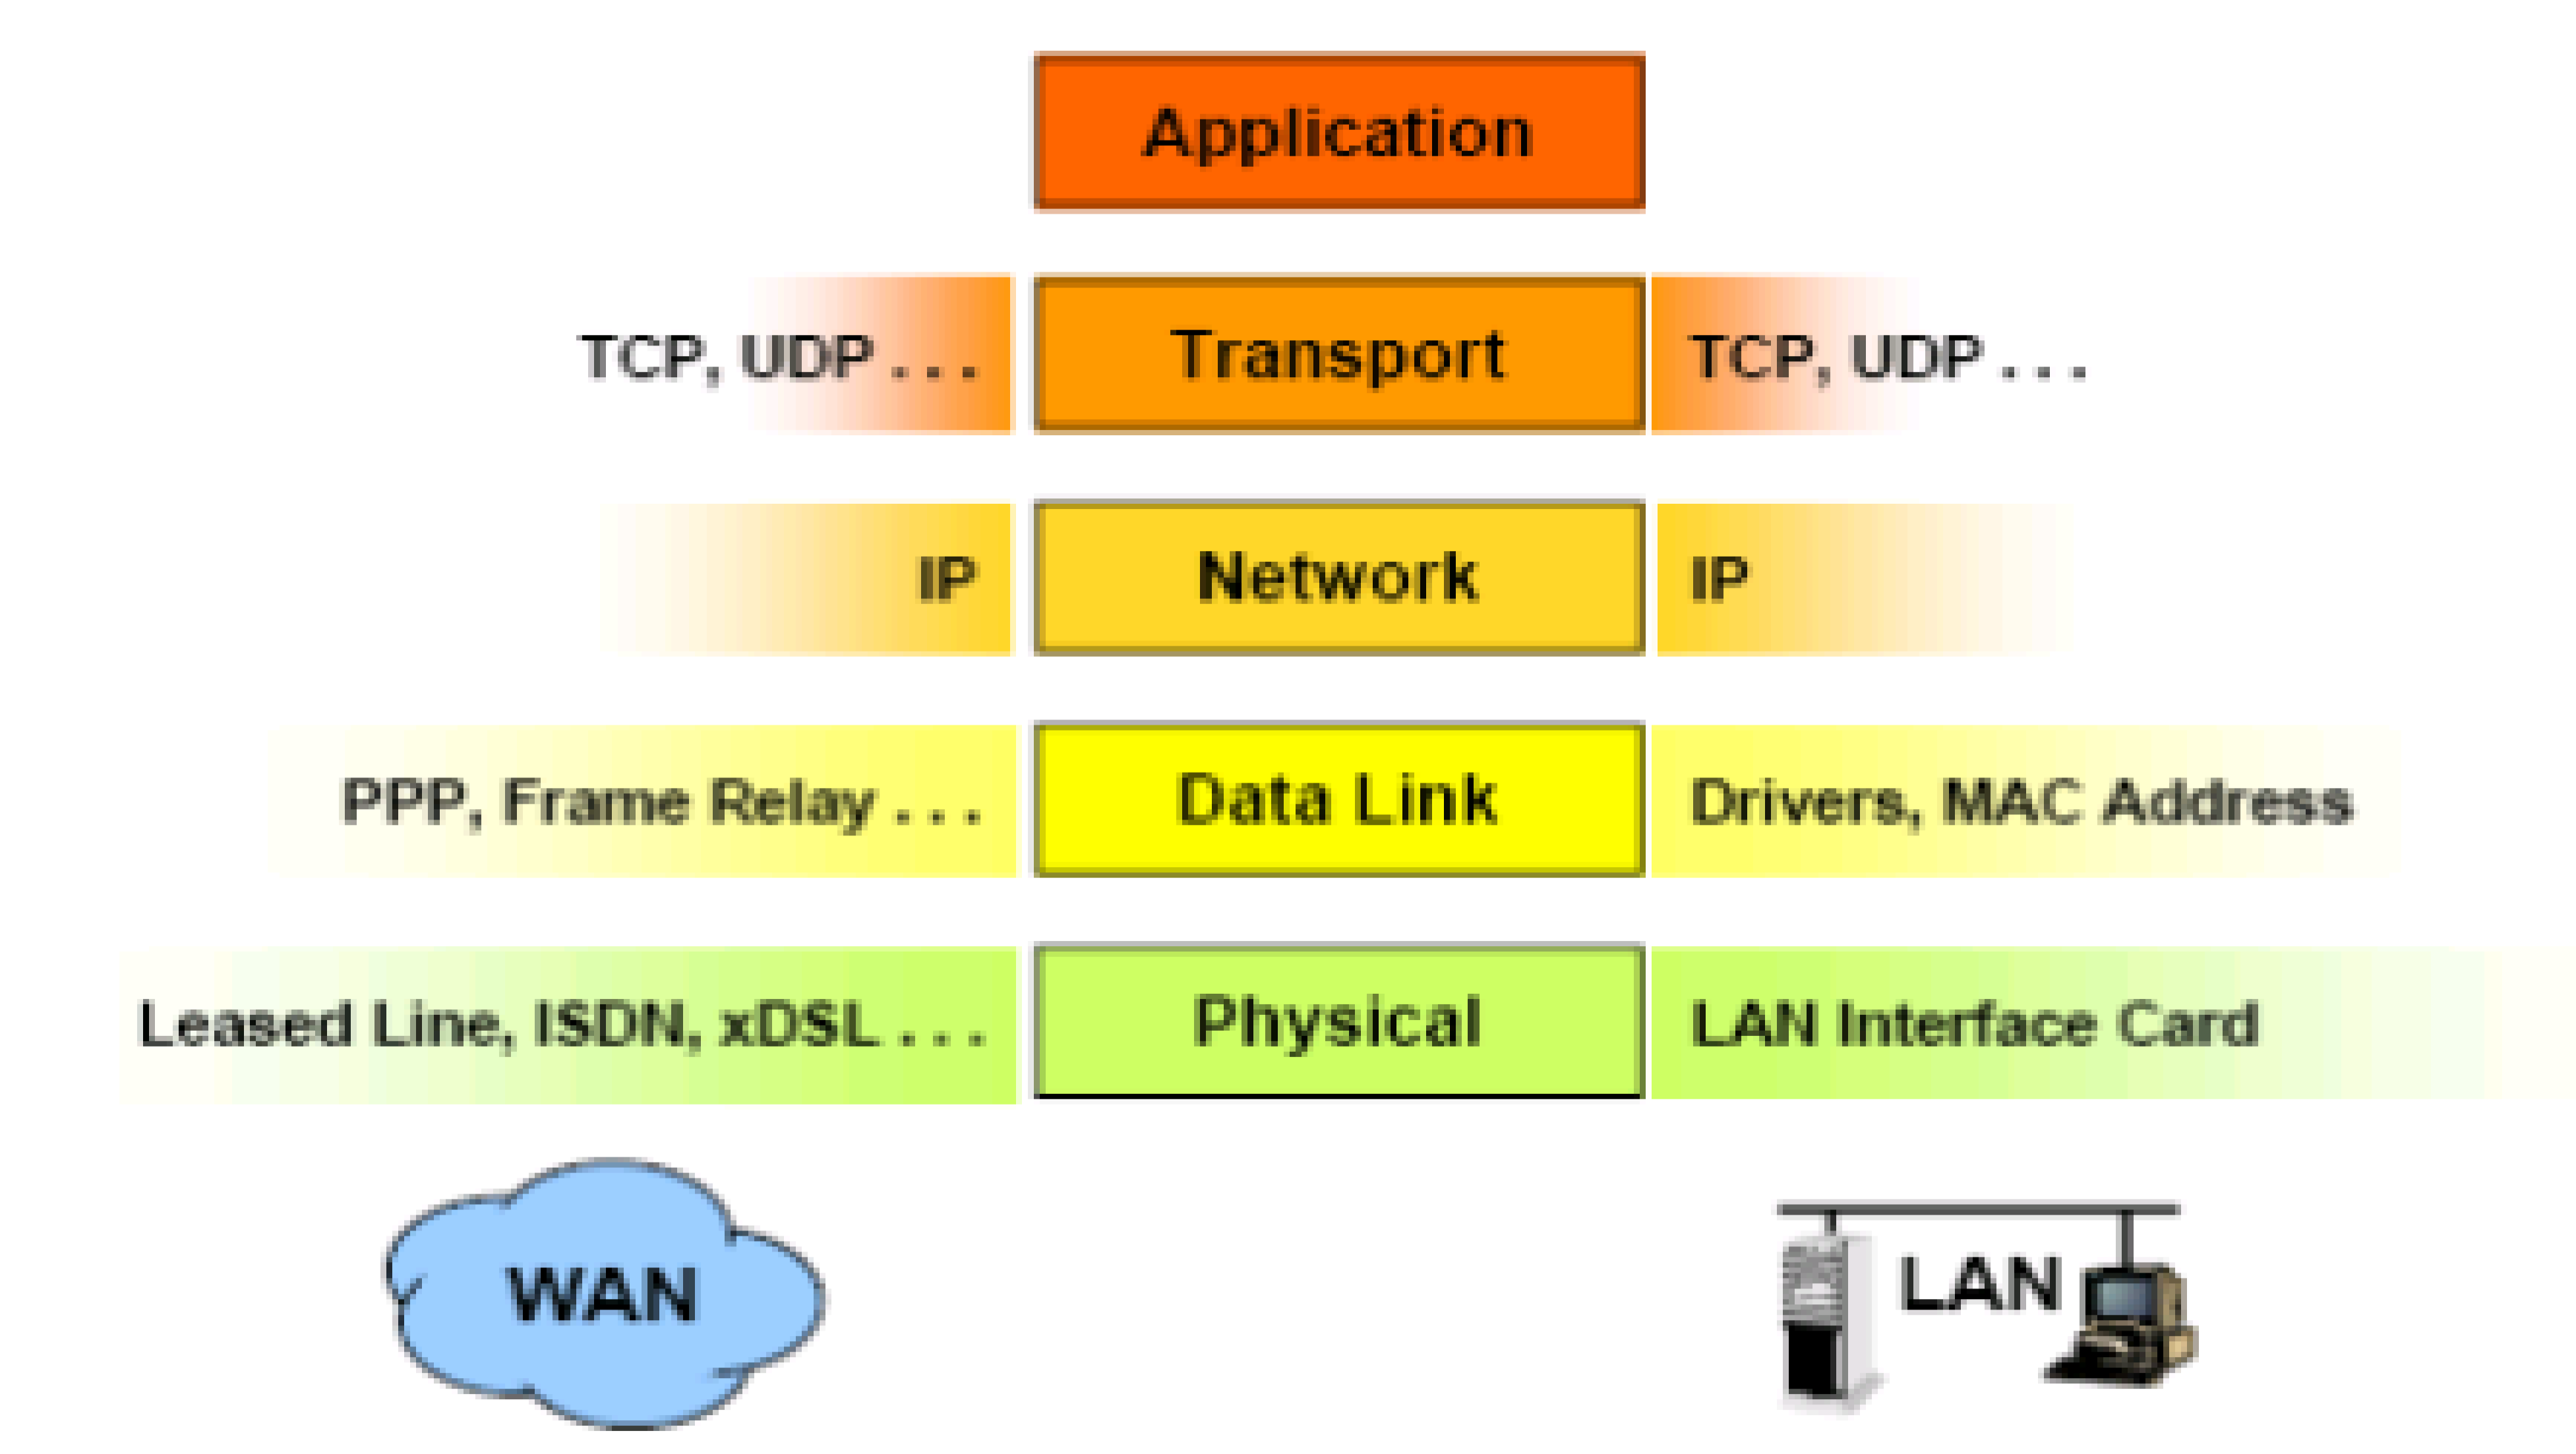 Application
TCP, UDP . . . Transport TCP, UDP . . .
IP Network IP
PPP, Frame Relay . . . Data Link Drivers, MAC Address
Leased Line, ISDN, xDSL . . . Physical LAN Interface Card
WAN LAN